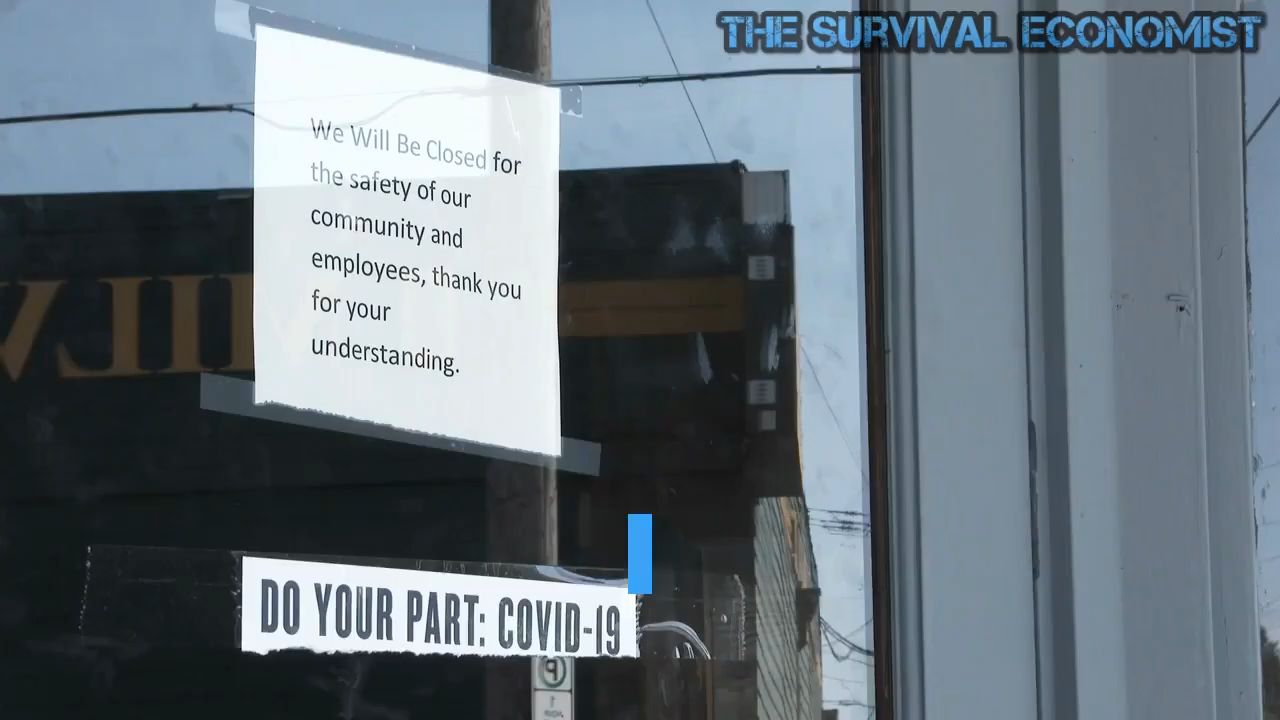 THE SURVIVAL ECONOMIST
We Will Be Closed for
the safety of our
community and
employees, thank you
for your
understanding.
DO YOUR PART: COVID-19